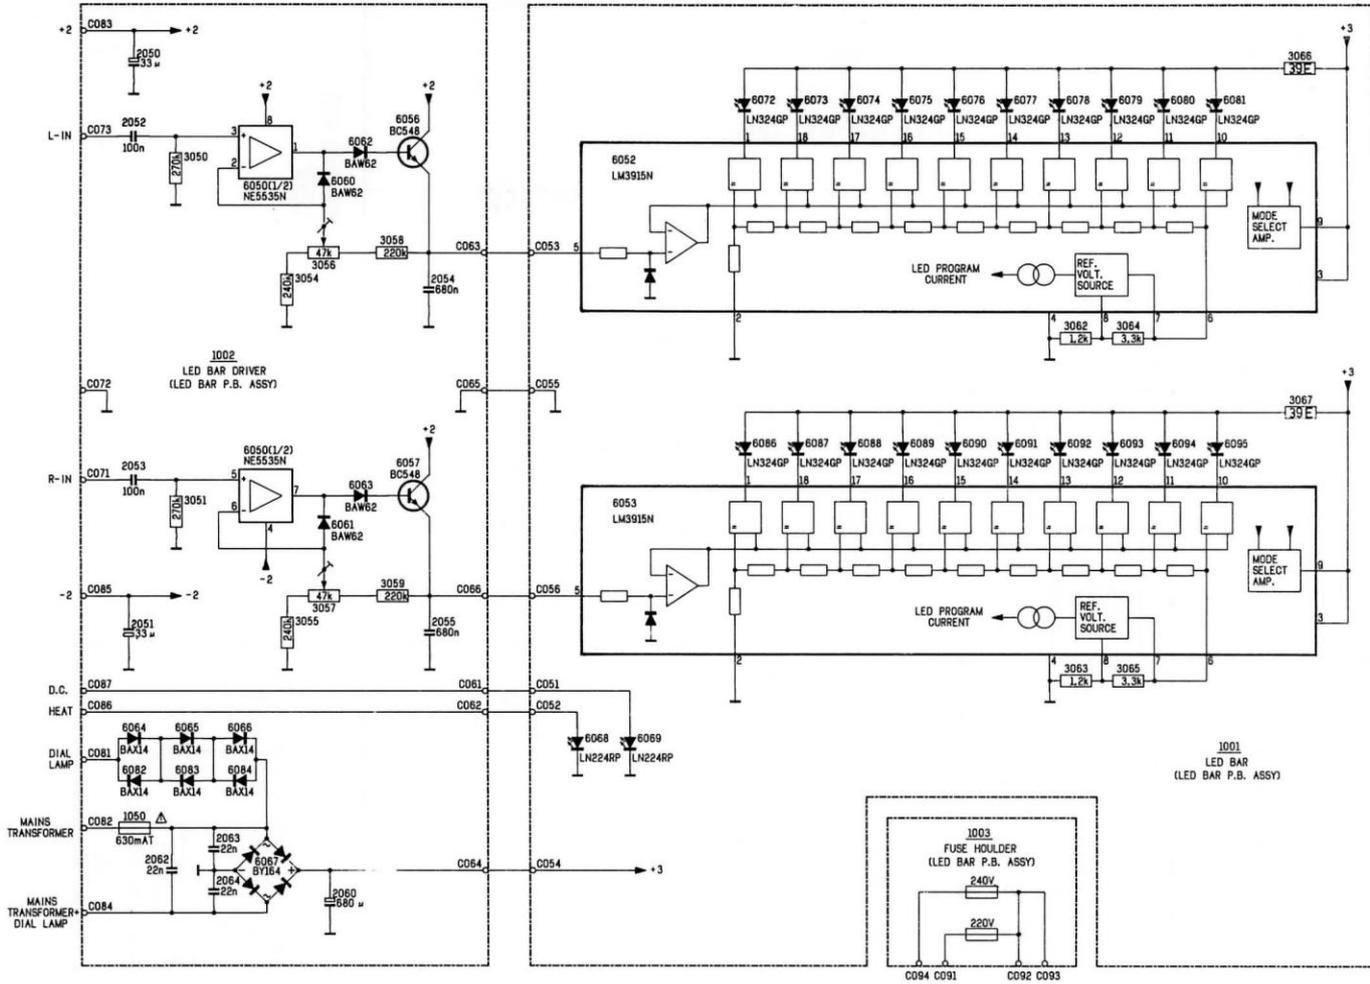 +2 C083 +2
2050
33 µ
+2
+2
6056
BC548
L-IN C073 2052
100n
3050
270k
3
2
8
1
6050(1/2)
NE5535N
6062
BAW62
6060
BAW62
3058
220k
47k
3056
3054
240k
2054
680n
C063
C053
5
1002
LED BAR DRIVER
(LED BAR P.B. ASSY)
C072
C065
C055
+2
6050(1/2)
NE5535N
6057
BC548
R-IN C071 2053
100n
3051
270k
5
6
7
4
-2
6063
BAW62
6061
BAW62
3059
220k
47k
3057
3055
240k
2055
680n
C066
C056
5
-2 C085 -2
2051
33 µ
D.C. C087 C061 C051
HEAT C086 C062 C052
6068
LN224RP
6069
LN224RP
DIAL
LAMP
C081
6064
BAX14
6065
BAX14
6066
BAX14
6082
BAX14
6083
BAX14
6084
BAX14
MAINS
TRANSFORMER
C082
1050
630mAT
2062
22n
2063
22n
2064
22n
6067
BY164
~
~
-
+
2060
680 µ
C064
C054
+3
MAINS
TRANSFORMER+
DIAL LAMP
C084
+3
3066
39E
6072 6073 6074 6075 6076 6077 6078 6079 6080 6081
LN324GP LN324GP LN324GP LN324GP LN324GP LN324GP LN324GP LN324GP LN324GP LN324GP
1 18 17 16 15 14 13 12 11 10
6052
LM3915N
MODE
SELECT
AMP.
9
3
LED PROGRAM
CURRENT
REF.
VOLT.
SOURCE
2 4 8 7 6
3062
1,2k
3064
3,3k
+3
3067
39E
6086 6087 6088 6089 6090 6091 6092 6093 6094 6095
LN324GP LN324GP LN324GP LN324GP LN324GP LN324GP LN324GP LN324GP LN324GP LN324GP
1 18 17 16 15 14 13 12 11 10
6053
LM3915N
MODE
SELECT
AMP.
9
3
LED PROGRAM
CURRENT
REF.
VOLT.
SOURCE
2 4 8 7 6
3063
1,2k
3065
3,3k
1001
LED BAR
(LED BAR P.B. ASSY)
1003
FUSE HOULDER
(LED BAR P.B. ASSY)
240V
220V
C094 C091 C092 C093